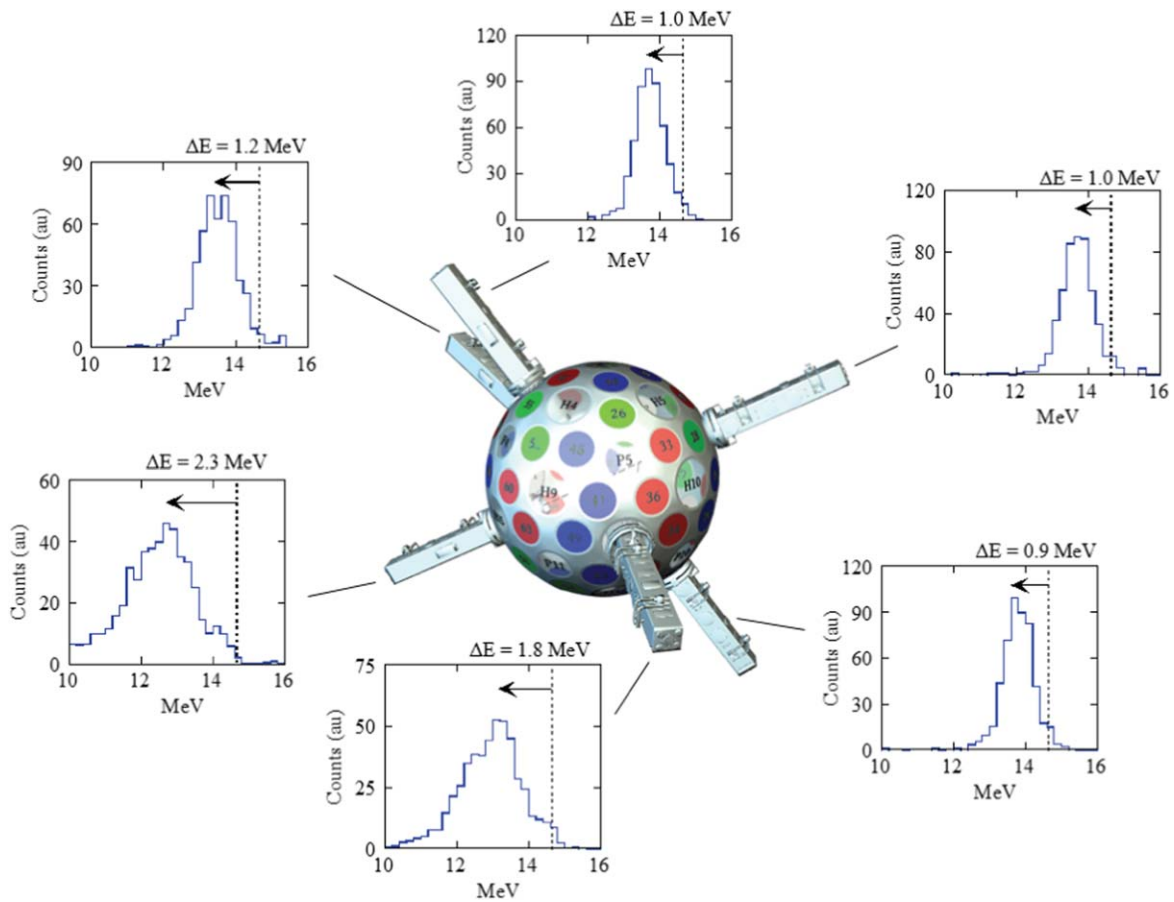 ΔE = 1.0 MeV
120
90
60
30
0
Counts (au)
10 12 14 16
MeV
ΔE = 1.2 MeV
90
60
30
0
Counts (au)
10 12 14 16
MeV
ΔE = 1.0 MeV
120
80
40
0
Counts (au)
10 12 14 16
MeV
ΔE = 2.3 MeV
60
40
20
0
Counts (au)
10 12 14 16
MeV
H4
H5
26
33
P5
H9
H10
36
ΔE = 0.9 MeV
120
90
60
30
0
Counts (au)
10 12 14 16
MeV
ΔE = 1.8 MeV
75
50
25
0
Counts (au)
10 12 14 16
MeV